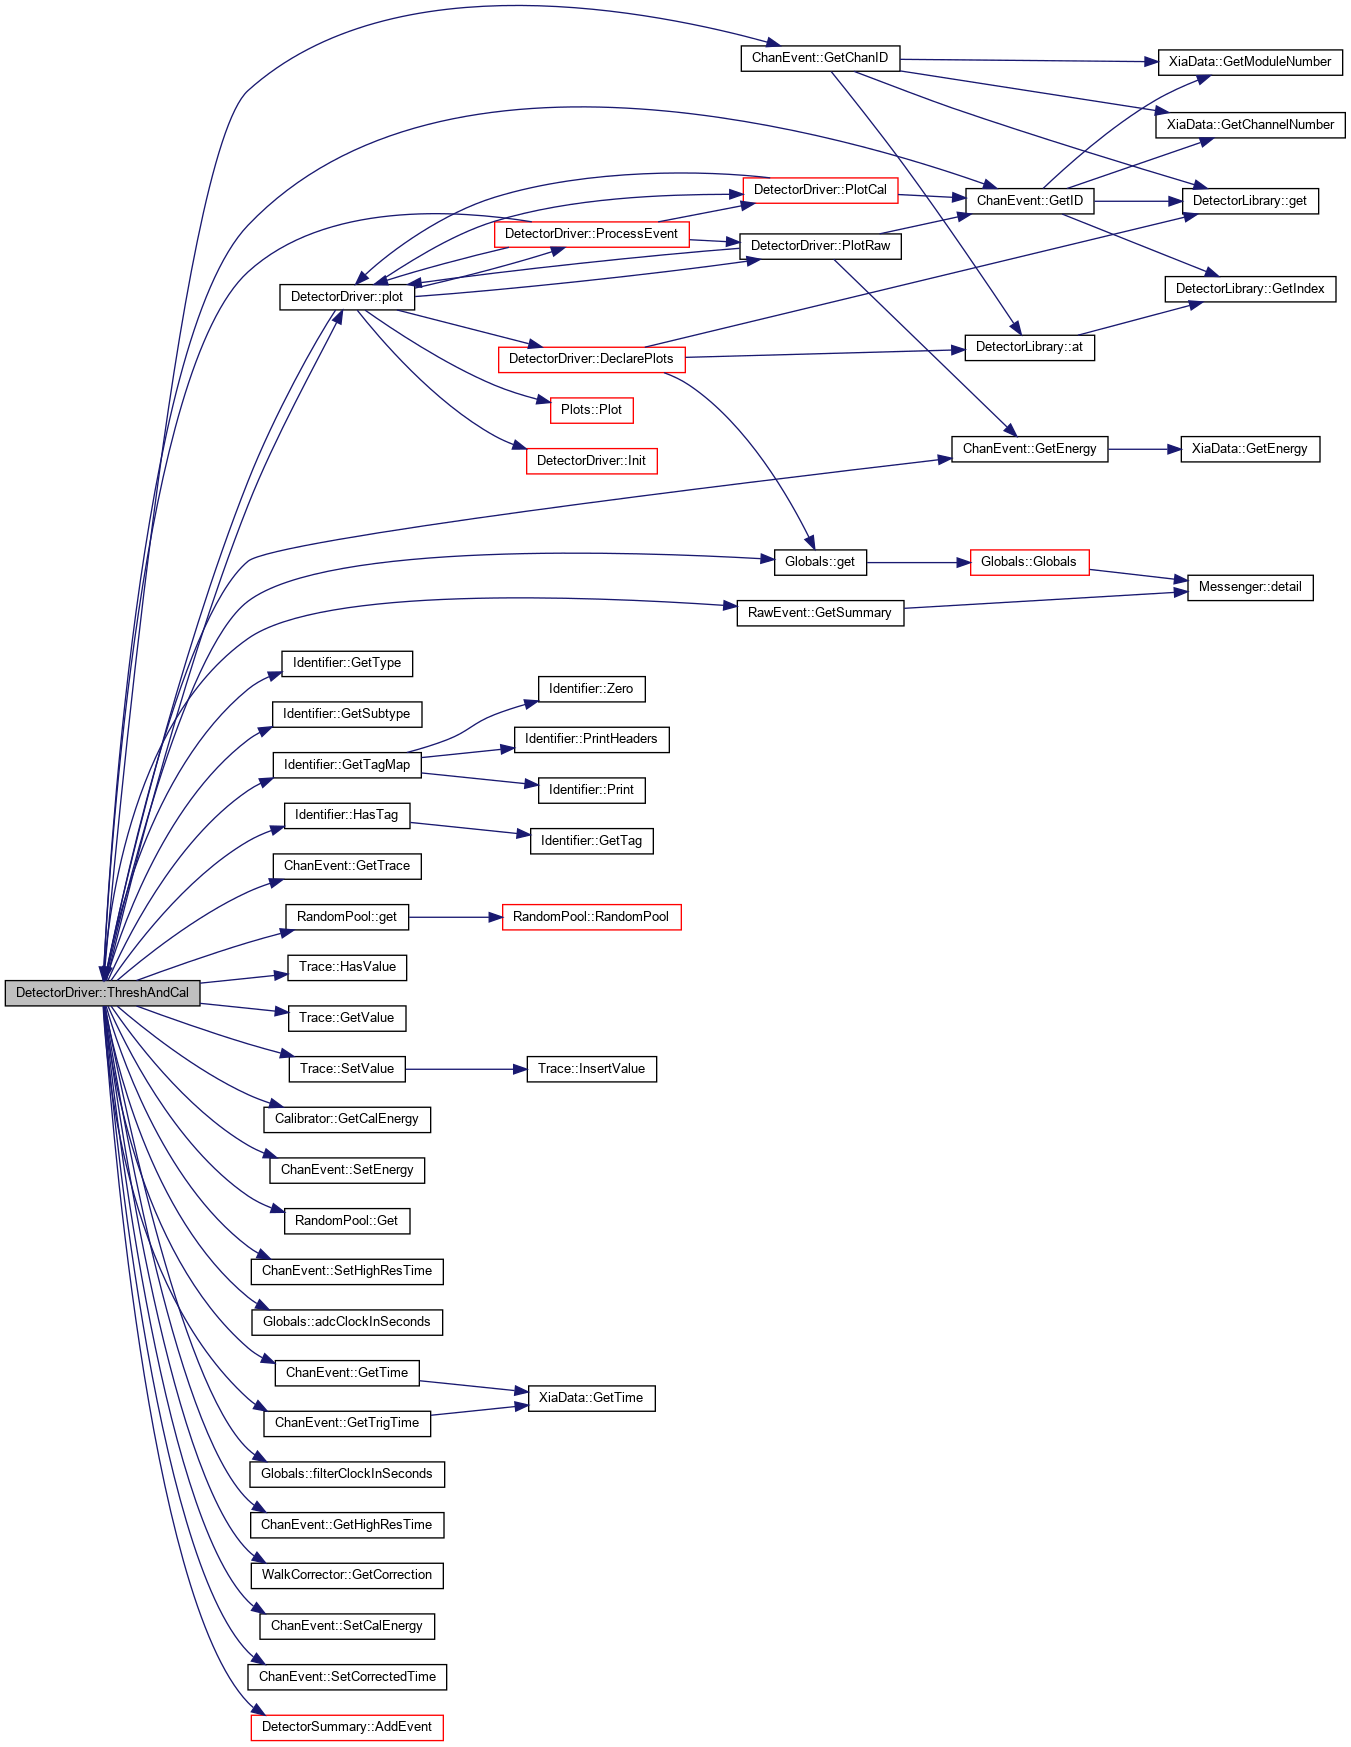 ChanEvent::GetChanID
XiaData::GetModuleNumber
XiaData::GetChannelNumber
DetectorDriver::PlotCal
ChanEvent::GetID
DetectorLibrary::get
DetectorDriver::ProcessEvent
DetectorDriver::PlotRaw
DetectorDriver::plot
DetectorLibrary::GetIndex
DetectorDriver::DeclarePlots
DetectorLibrary::at
Plots::Plot
DetectorDriver::Init
ChanEvent::GetEnergy
XiaData::GetEnergy
Globals::get
Globals::Globals
Messenger::detail
RawEvent::GetSummary
Identifier::GetType
Identifier::Zero
Identifier::GetSubtype
Identifier::PrintHeaders
Identifier::GetTagMap
Identifier::Print
Identifier::HasTag
Identifier::GetTag
ChanEvent::GetTrace
RandomPool::get
RandomPool::RandomPool
Trace::HasValue
DetectorDriver::ThreshAndCal
Trace::GetValue
Trace::SetValue
Trace::InsertValue
Calibrator::GetCalEnergy
ChanEvent::SetEnergy
RandomPool::Get
ChanEvent::SetHighResTime
Globals::adcClockInSeconds
ChanEvent::GetTime
XiaData::GetTime
ChanEvent::GetTrigTime
Globals::filterClockInSeconds
ChanEvent::GetHighResTime
WalkCorrector::GetCorrection
ChanEvent::SetCalEnergy
ChanEvent::SetCorrectedTime
DetectorSummary::AddEvent